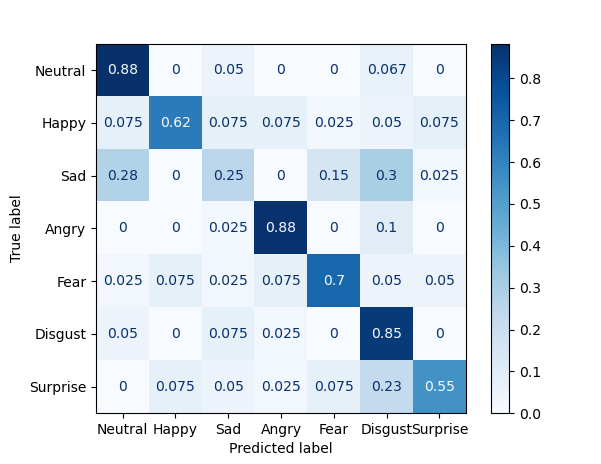 Neutral 0.88 0 0.05 0 0 0.067 0
Happy 0.075 0.62 0.075 0.075 0.025 0.05 0.075
Sad 0.28 0 0.25 0 0.15 0.3 0.025
Angry 0 0 0.025 0.88 0 0.1 0
Fear 0.025 0.075 0.025 0.075 0.7 0.05 0.05
Disgust 0.05 0 0.075 0.025 0 0.85 0
Surprise 0 0.075 0.05 0.025 0.075 0.23 0.55
Neutral Happy Sad Angry Fear Disgust Surprise
Predicted label
True label
0.8
0.7
0.6
0.5
0.4
0.3
0.2
0.1
0.0